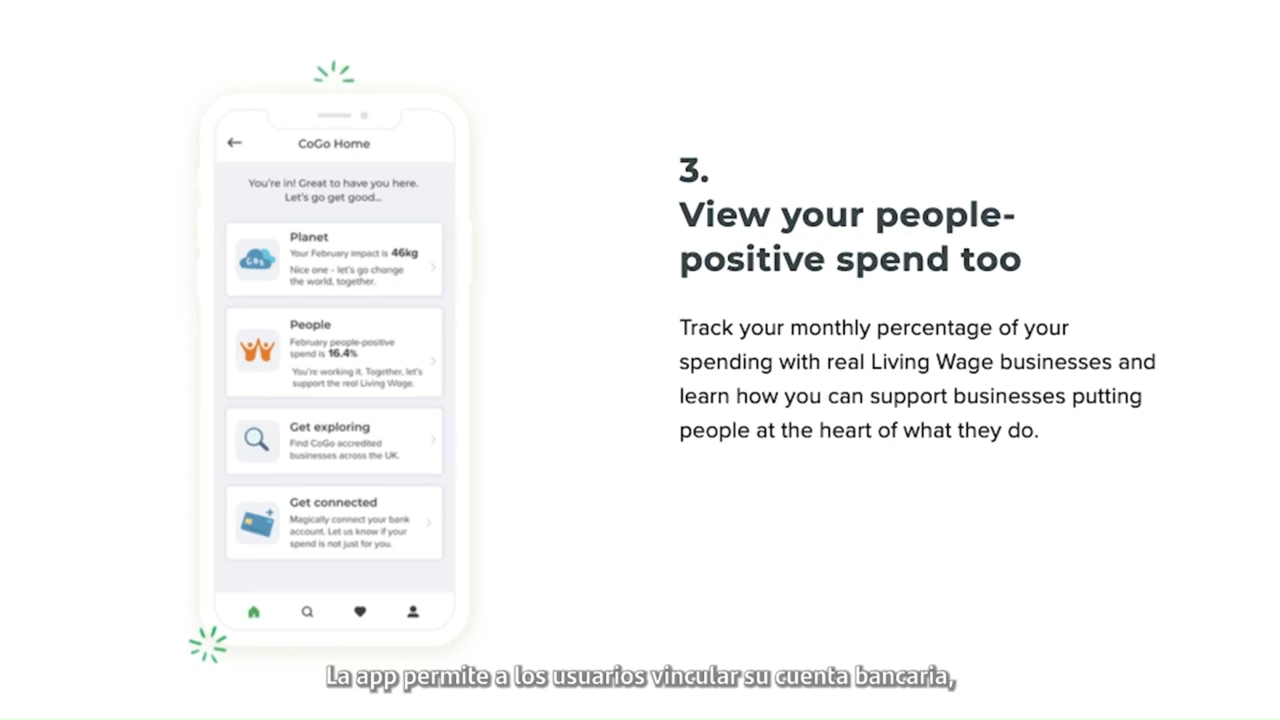 CoGo Home
You're in! Great to have you here.
Let's go get good...
Planet
Your February impact is 46kg
Nice one - let's go change
the world, together.
People
February people-positive
spend is 16.4%
You're working it. Together, let's
support the real Living Wage.
Get exploring
Find CoGo accredited
businesses across the UK.
Get connected
Magically connect your bank
account. Let us know if your
spend is not just for you.
3.
View your people-
positive spend too
Track your monthly percentage of your
spending with real Living Wage businesses and
learn how you can support businesses putting
people at the heart of what they do.
La app permite a los usuarios vincular su cuenta bancaria,